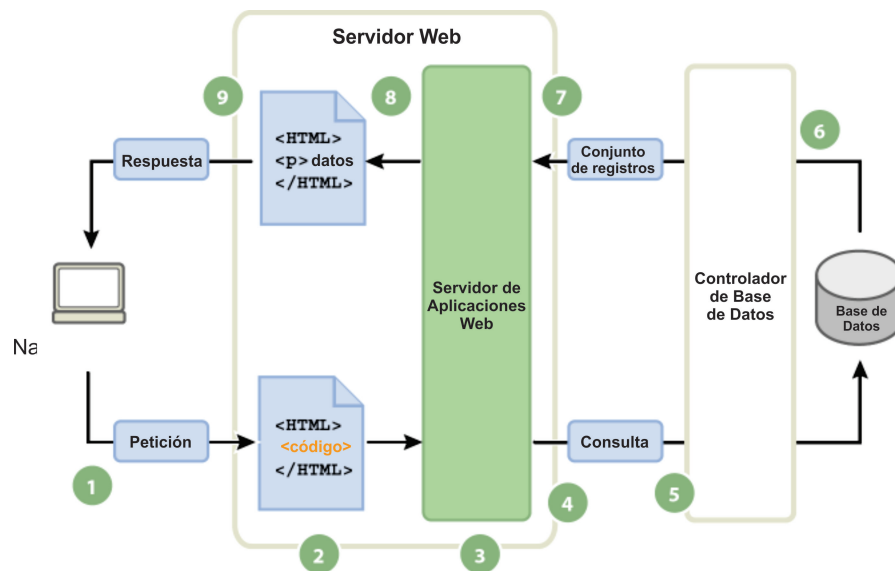 Servidor Web
9
8
7
6
<HTML>
<p> datos
</HTML>
Respuesta
Conjunto
de registros
Servidor de
Aplicaciones
Web
Controlador
de Base
de Datos
Base de
Datos
Na
Petición
<HTML>
<código>
</HTML>
Consulta
1
2
3
4
5